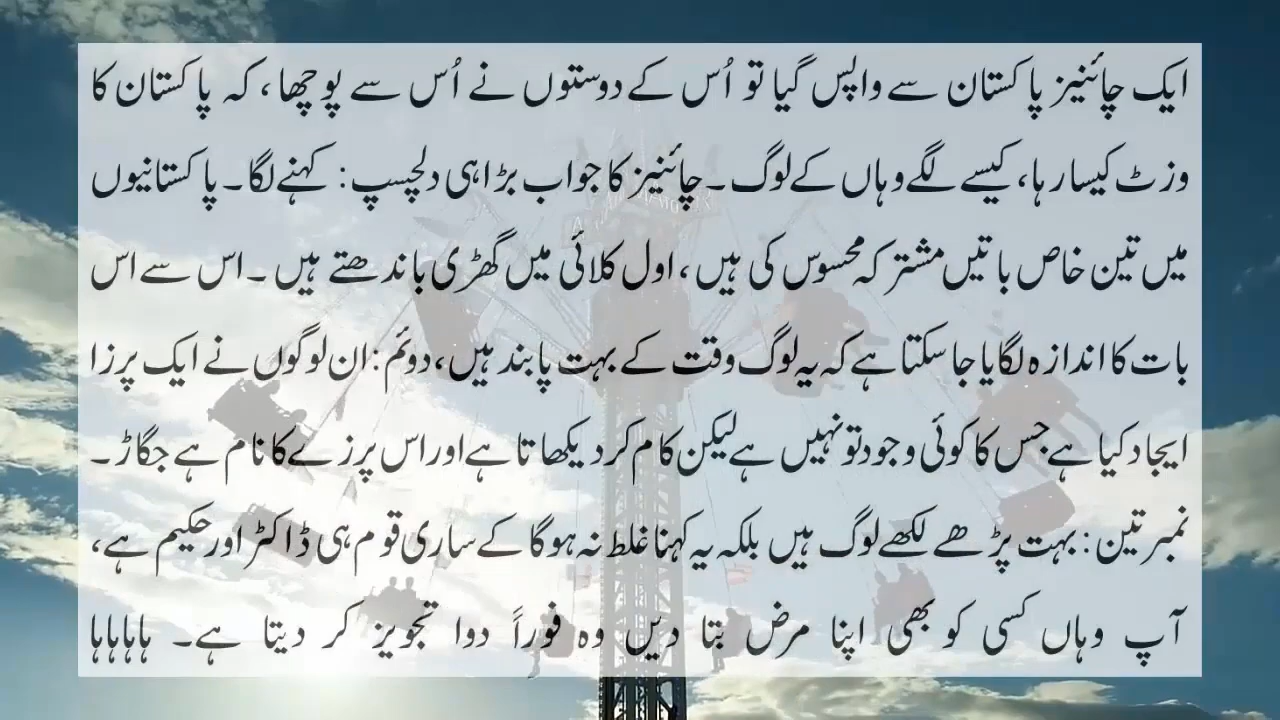 ایک چائنیز پاکستان سے واپس گیا تو اُس کے دوستوں نے اُس سے پوچھا، کہ پاکستان کا
وزٹ کیسا رہا، کیسے لگے وہاں کے لوگ۔ چائنیز کا جواب بڑا ہی دلچسپ: کہنے لگا۔ پاکستانیوں
میں تین خاص باتیں مشترکہ محسوس کی ہیں، اول کلائی میں گھڑی باندھتے ہیں۔ اس سے اس
بات کا اندازہ لگایا جا سکتا ہے کہ یہ لوگ وقت کے بہت پابند ہیں، دوئم: ان لوگوں نے ایک پرزا
ایجاد کیا ہے جس کا کوئی وجود تو نہیں ہے لیکن کام کر دیکھاتا ہے اور اس پرزے کا نام ہے جگاڑ۔
نمبر تین: بہت پڑھے لکھے لوگ ہیں بلکہ یہ کہنا غلط نہ ہوگا کے ساری قوم ہی ڈاکٹر اور حکیم ہے،
آپ وہاں کسی کو بھی اپنا مرض بتا دیں وہ فوراً دوا تجویز کر دیتا ہے۔ ہاہاہاہا